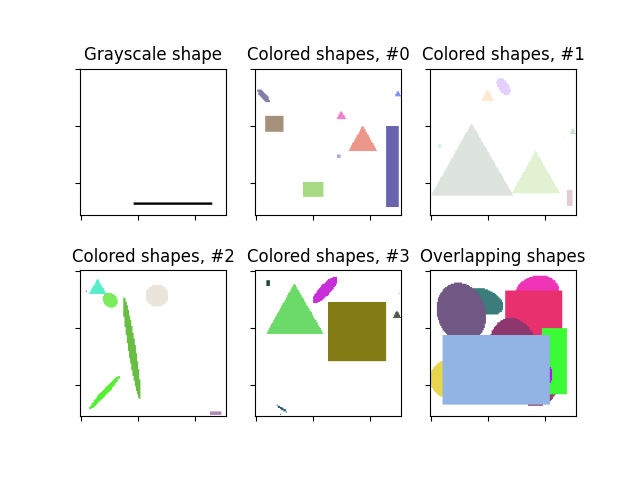 Grayscale shape
Colored shapes, #0
Colored shapes, #1
Colored shapes, #2
Colored shapes, #3
Overlapping shapes